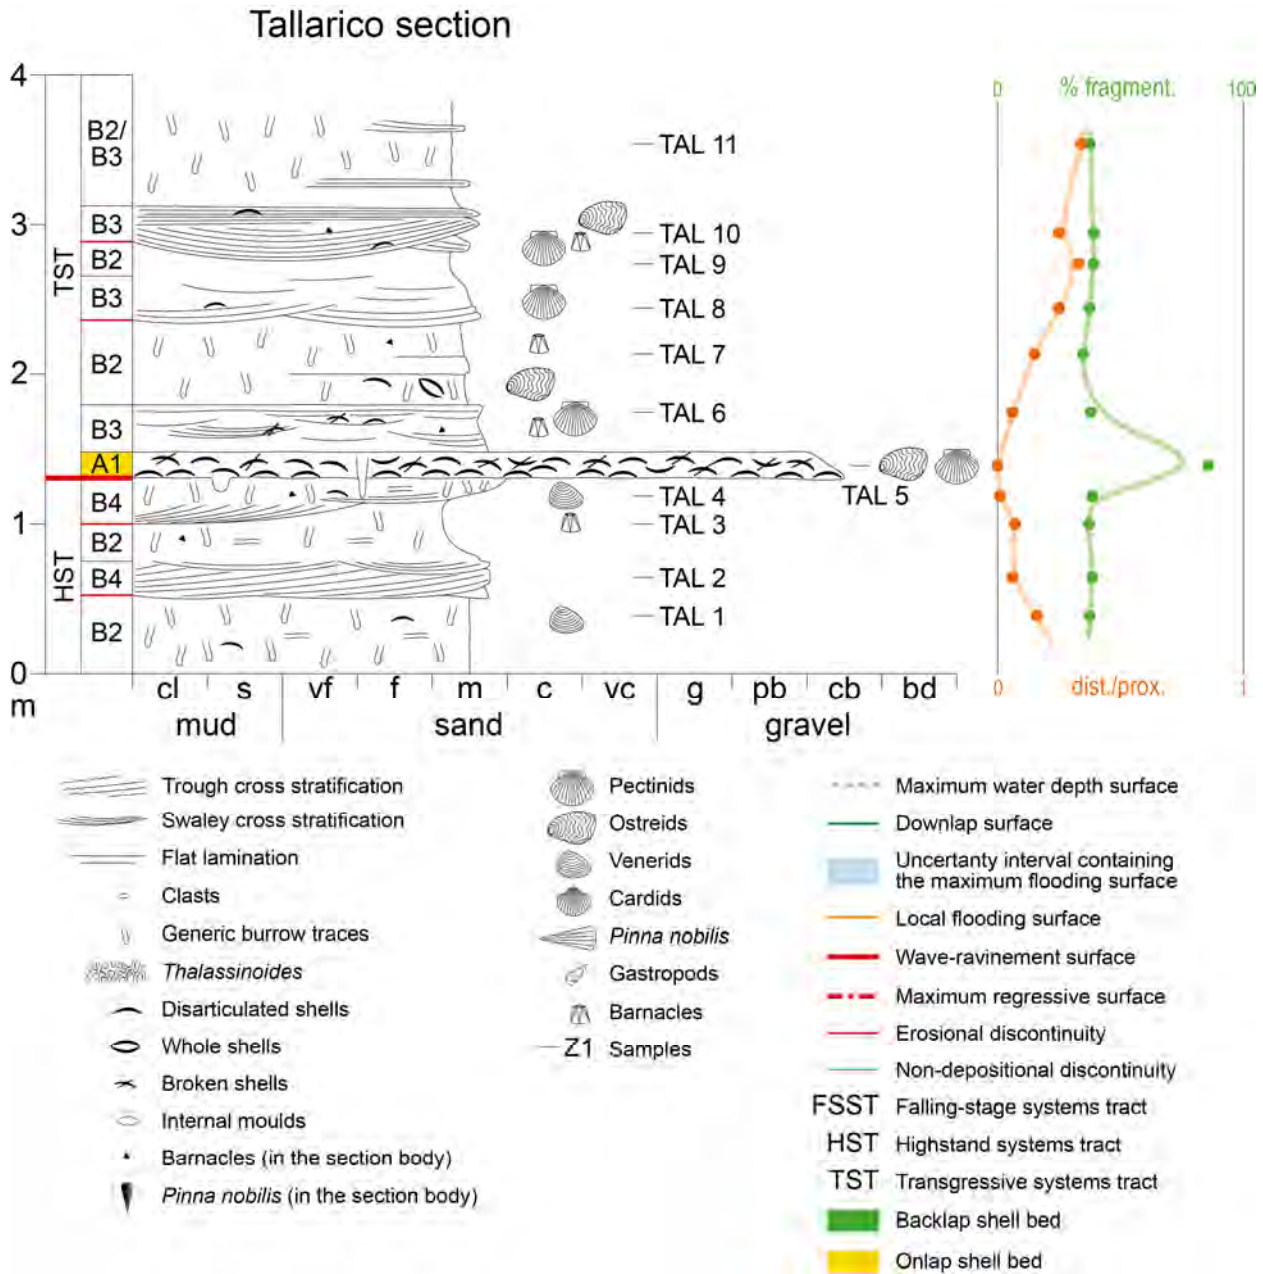 Tallarico section
4
0
% fragment.
100
B2/
B3
TAL 11
3
B3
TAL 10
TST
B2
TAL 9
B3
TAL 8
B2
TAL 7
2
TAL 6
B3
A1
TAL 5
B4
TAL 4
1
TAL 3
B2
HST
B4
TAL 2
B2
TAL 1
0
m
cl s vf f m c vc g pb cb bd
mud sand gravel
0
dist./prox.
1
Trough cross stratification
Swaley cross stratification
Flat lamination
Clasts
Generic burrow traces
Thalassinoides
Disarticulated shells
Whole shells
Broken shells
Internal moulds
Barnacles (in the section body)
Pinna nobilis (in the section body)
Pectinids
Ostreids
Venerids
Cardids
Pinna nobilis
Gastropods
Barnacles
Z1 Samples
Maximum water depth surface
Downlap surface
Uncertanty interval containing
the maximum flooding surface
Local flooding surface
Wave-ravinement surface
Maximum regressive surface
Erosional discontinuity
Non-depositional discontinuity
FSST Falling-stage systems tract
HST Highstand systems tract
TST Transgressive systems tract
Backlap shell bed
Onlap shell bed